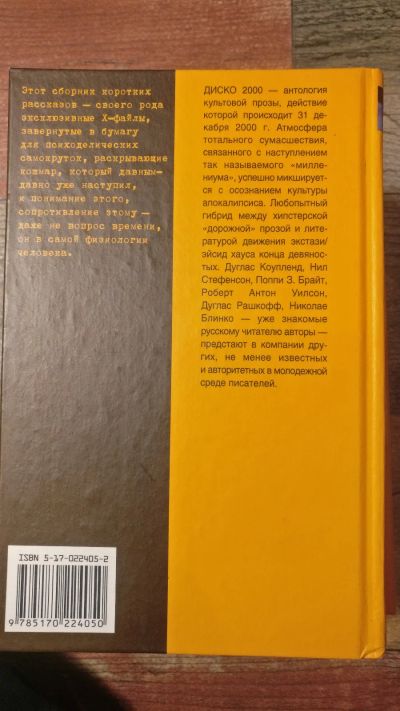 Этот сборник коротких
рассказов — своего рода
эксклюзивные X-файлы,
завернутые в бумагу
для психоделических
самокруток, раскрывающие
кошмар, который давным-
давно уже наступил,
и понимание этого,
сопротивление этому —
даже не вопрос времени,
он в самой физиологии
человека.
ДИСКО 2000 — антология
культовой прозы, действие
которой происходит 31 де-
кабря 2000 г. Атмосфера
тотального сумасшествия,
связанного с наступлением
так называемого «милле-
ниума», успешно микширует-
ся с осознанием культуры
апокалипсиса. Любопытный
гибрид между хипстерской
«дорожной» прозой и лите-
ратурой движения экстази/
эйсид хауса конца девянос-
тых. Дуглас Коупленд, Нил
Стефенсон, Поппи З. Брайт,
Роберт Антон Уилсон,
Дуглас Рашкофф, Николас
Блинко — уже знакомые
русскому читателю авторы —
предстают в компании дру-
гих, не менее известных
и авторитетных в молодежной
среде писателей.
ISBN 5-17-022405-2
9 785170 224050